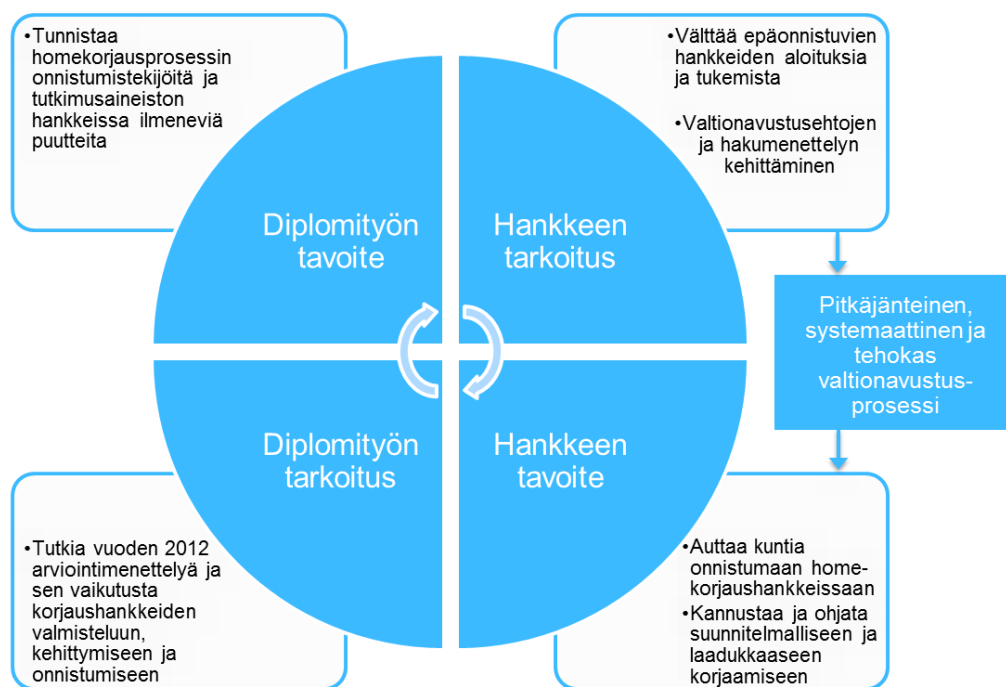 •Tunnistaa
homekorjausprosessin
onnistumistekijöitä ja
tutkimusaineiston
hankkeissa ilmeneviä
puutteita
•Välttää epäonnistuvien
hankkeiden aloituksia
ja tukemista
•Valtionavustusehtojen
ja hakumenettelyn
kehittäminen
Diplomityön
tavoite
Hankkeen
tarkoitus
Pitkäjänteinen,
systemaattinen ja
tehokas
valtionavustus-
prosessi
Diplomityön
tarkoitus
Hankkeen
tavoite
•Tutkia vuoden 2012
arviointimenettelyä ja
sen vaikutusta
korjaushankkeiden
valmisteluun,
kehittymiseen ja
onnistumiseen
•Auttaa kuntia
onnistumaan home-
korjaushankkeissaan
•Kannustaa ja ohjata
suunnitelmalliseen ja
laadukkaaseen
korjaamiseen